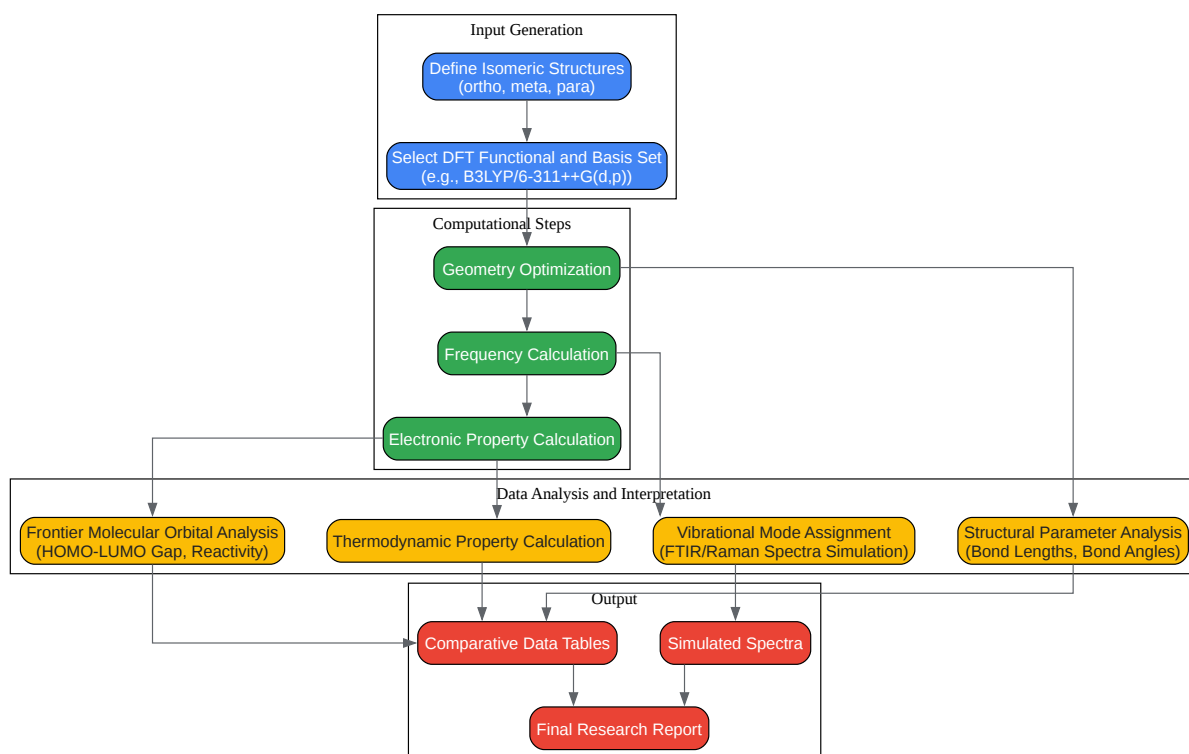 Input Generation
Define Isomeric Structures
(ortho, meta, para)
Select DFT Functional and Basis Set
(e.g., B3LYP/6-311++G(d,p))
Computational Steps
Geometry Optimization
Frequency Calculation
Electronic Property Calculation
Data Analysis and Interpretation
Frontier Molecular Orbital Analysis
(HOMO-LUMO Gap, Reactivity)
Thermodynamic Property Calculation
Vibrational Mode Assignment
(FTIR/Raman Spectra Simulation)
Structural Parameter Analysis
(Bond Lengths, Bond Angles)
Output
Comparative Data Tables
Simulated Spectra
Final Research Report